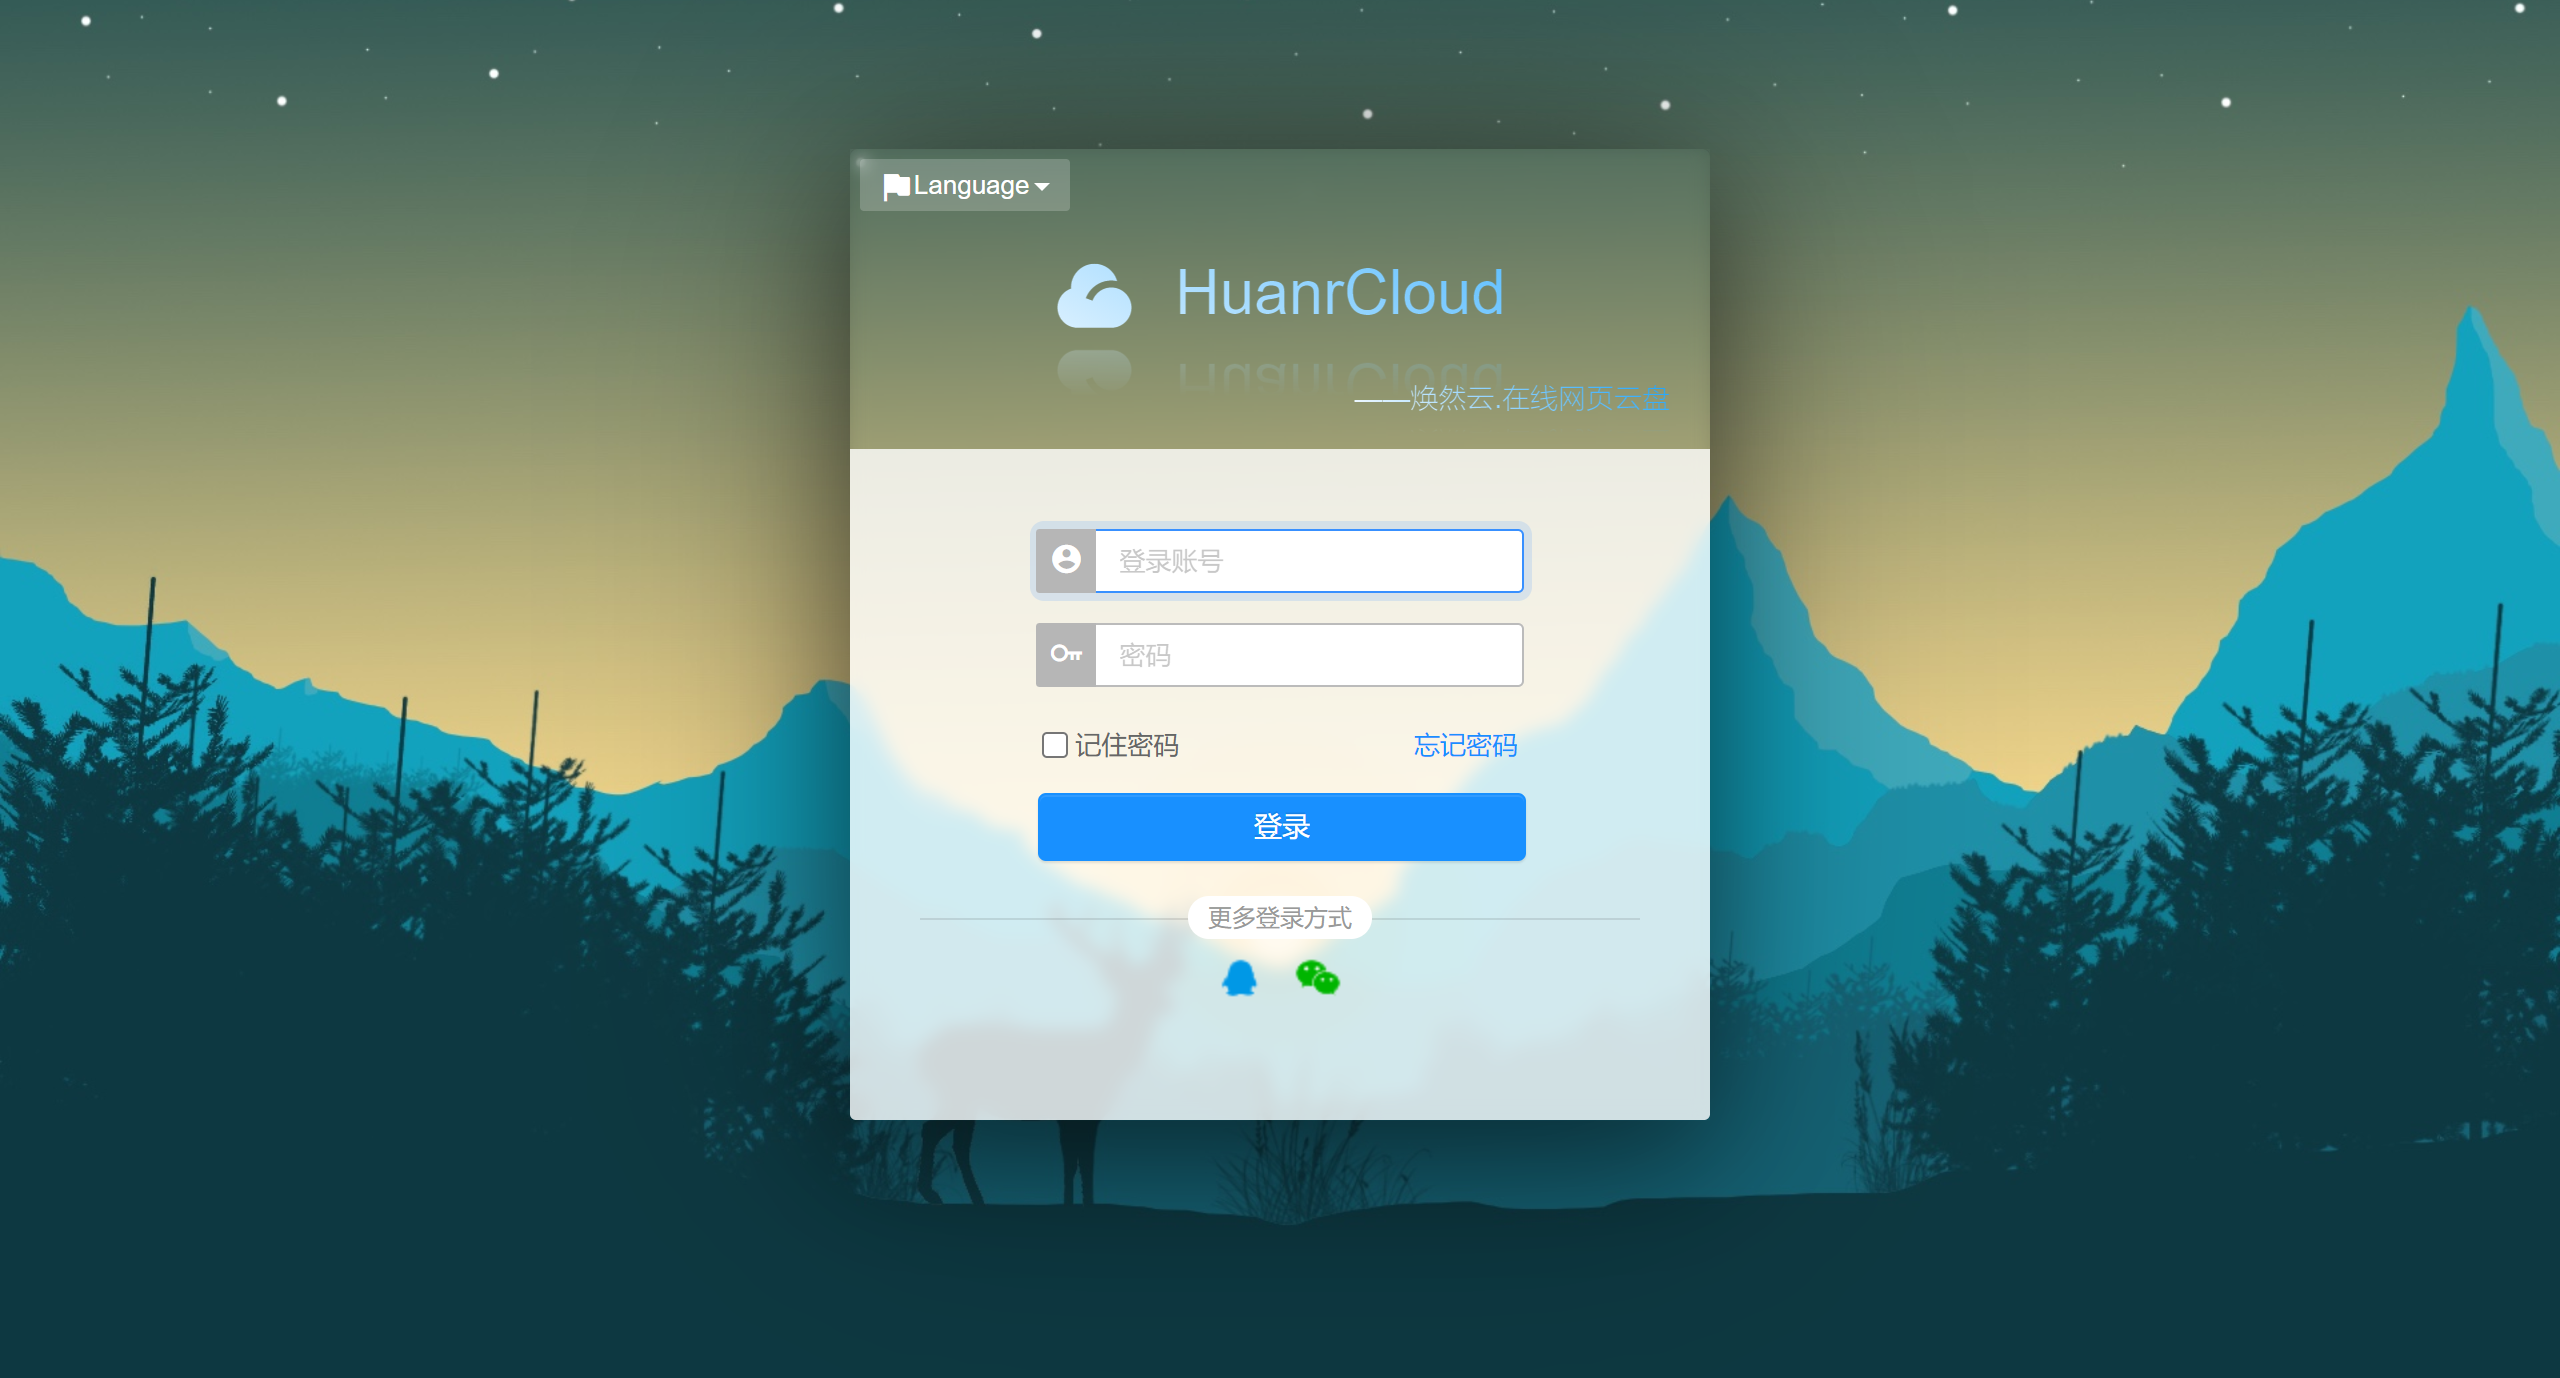 Language
HuanrCloud
——焕然云.在线网页云盘
登录账号
密码
记住密码 忘记密码
登录
更多登录方式